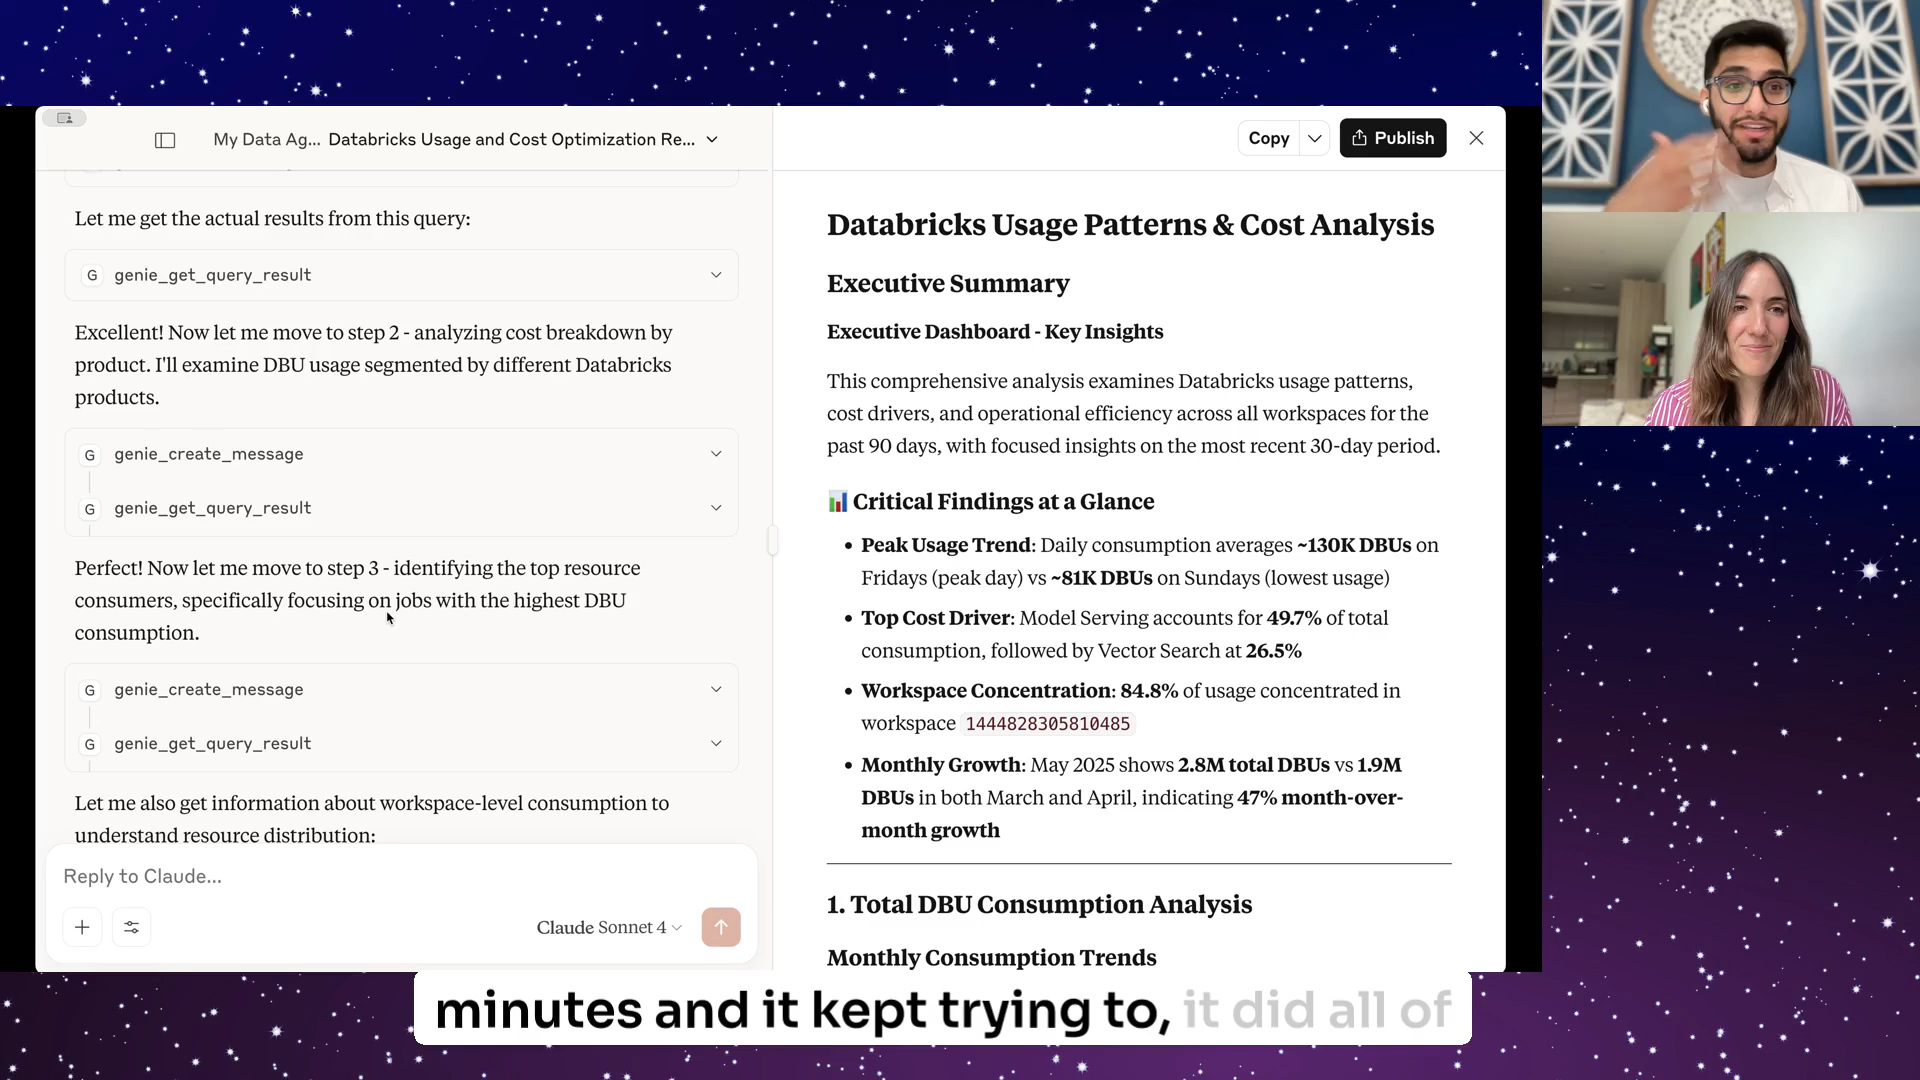 My Data Ag... Databricks Usage and Cost Optimization Re...
Let me get the actual results from this query:
G genie_get_query_result
Excellent! Now let me move to step 2 - analyzing cost breakdown by
product. I'll examine DBU usage segmented by different Databricks
products.
G genie_create_message
G genie_get_query_result
Perfect! Now let me move to step 3 - identifying the top resource
consumers, specifically focusing on jobs with the highest DBU
consumption.
G genie_create_message
G genie_get_query_result
Let me also get information about workspace-level consumption to
understand resource distribution:
Reply to Claude...
Claude Sonnet 4
Copy
Publish
Databricks Usage Patterns & Cost Analysis
Executive Summary
Executive Dashboard - Key Insights
This comprehensive analysis examines Databricks usage patterns,
cost drivers, and operational efficiency across all workspaces for the
past 90 days, with focused insights on the most recent 30-day period.
📊 Critical Findings at a Glance
• Peak Usage Trend: Daily consumption averages ~130K DBUs on
Fridays (peak day) vs ~81K DBUs on Sundays (lowest usage)
• Top Cost Driver: Model Serving accounts for 49.7% of total
consumption, followed by Vector Search at 26.5%
• Workspace Concentration: 84.8% of usage concentrated in
workspace 1444828305810485
• Monthly Growth: May 2025 shows 2.8M total DBUs vs 1.9M
DBUs in both March and April, indicating 47% month-over-
month growth
1. Total DBU Consumption Analysis
Monthly Consumption Trends
minutes and it kept trying to, it did all of